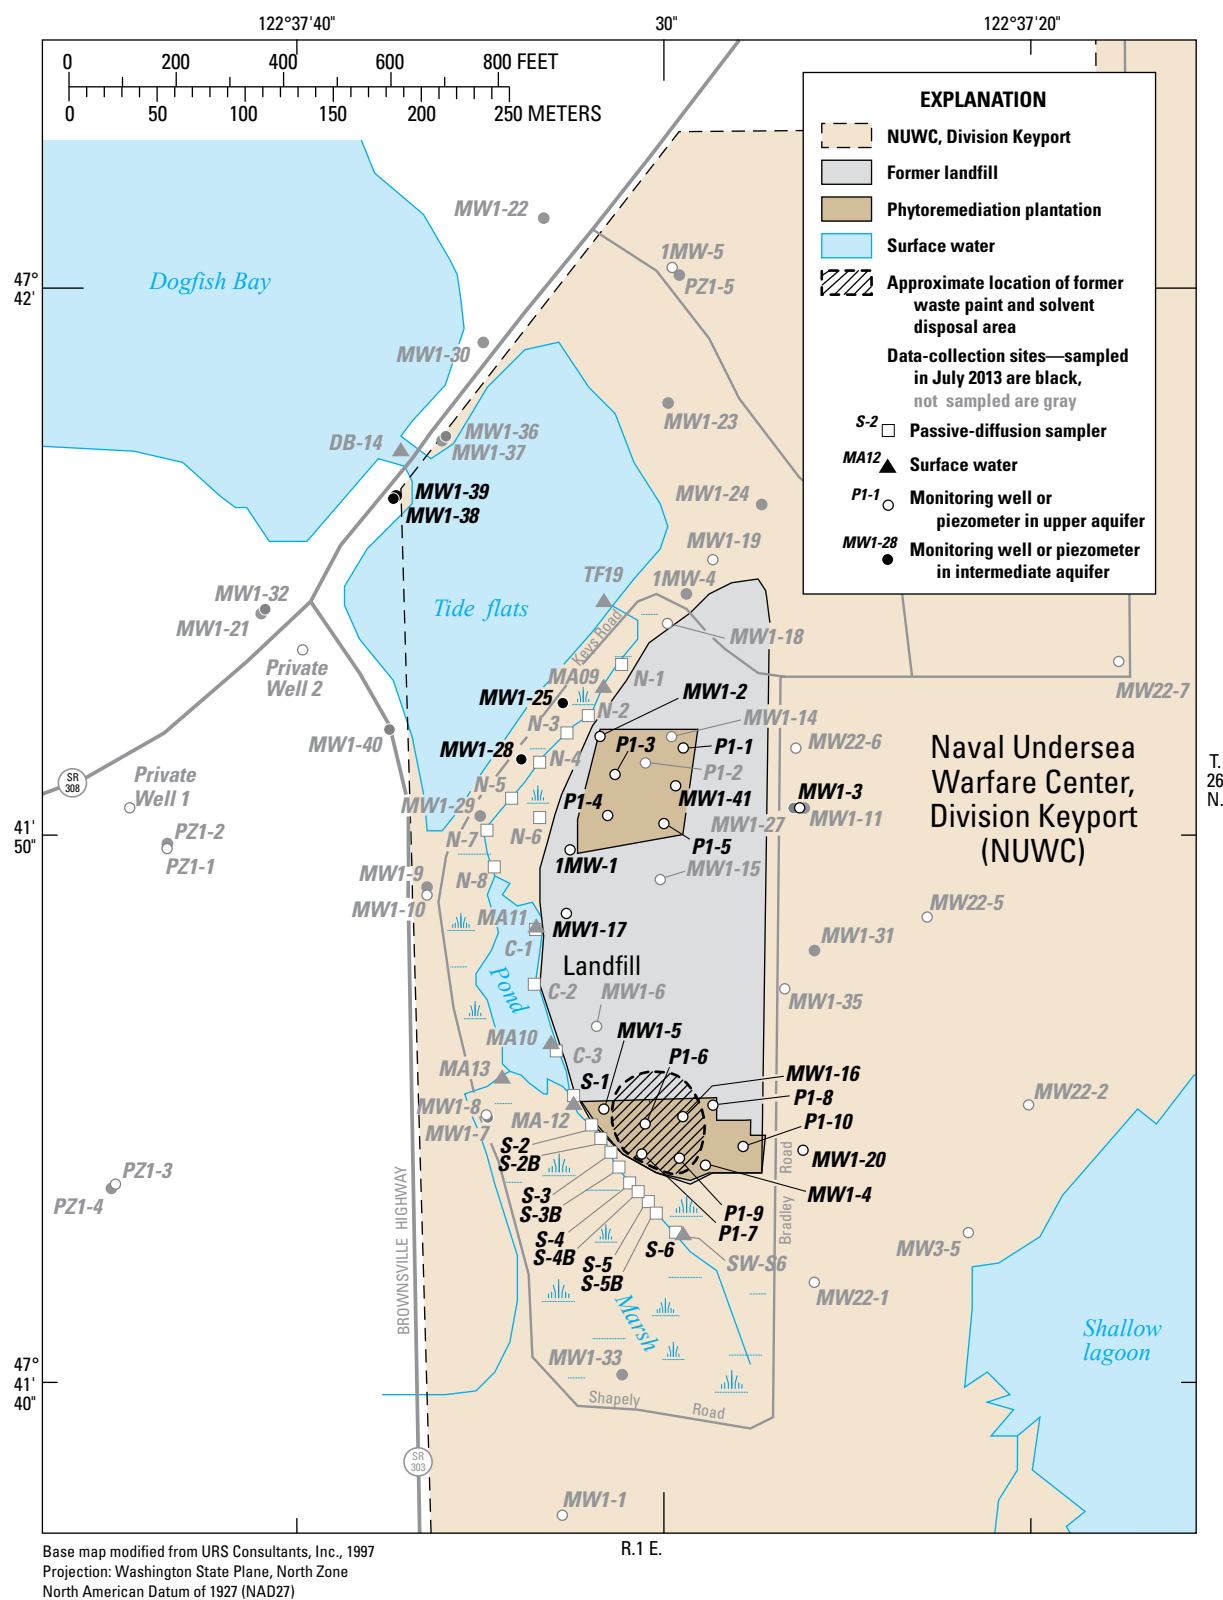 122°37'40"
30"
122°37'20"
0 200 400 600 800 FEET
0 50 100 150 200 250 METERS
EXPLANATION
NUWC, Division Keyport
Former landfill
Phytoremediation plantation
Surface water
Approximate location of former
waste paint and solvent
disposal area
Data-collection sites—sampled
in July 2013 are black,
not sampled are gray
S-2
Passive-diffusion sampler
MA12
Surface water
P1-1
Monitoring well or
piezometer in upper aquifer
MW1-28
Monitoring well or piezometer
in intermediate aquifer
47°
42'
MW1-22
1MW-5
PZ1-5
Dogfish Bay
MW1-30
MW1-23
DB-14
MW1-36
MW1-37
MW1-39
MW1-38
MW1-24
MW1-19
TF19
1MW-4
MW1-32
MW1-21
Tide flats
Keys Road
MW1-18
Private
Well 2
MA09
N-1
MW1-2
MW22-7
MW1-25
N-2
N-3
MW1-14
MW1-40
MW1-28
N-4
P1-3
P1-1
P1-2
MW22-6
Naval Undersea
Warfare Center,
Division Keyport
(NUWC)
T.
26
N.
SR
308
Private
Well 1
N-5
MW1-29
P1-4
MW1-41
MW1-3
MW1-27
MW1-11
41'
50"
PZ1-2
PZ1-1
N-7
N-6
P1-5
1MW-1
MW1-15
N-8
MW1-9
MW1-10
MA11
MW1-17
MW22-5
C-1
MW1-31
Landfill
Pond
C-2
MW1-6
MW1-35
MA10
MW1-5
C-3
P1-6
MA13
S-1
MW1-16
P1-8
MW22-2
MW1-8
MW1-7
MA-12
P1-10
S-2
S-2B
MW1-20
PZ1-3
PZ1-4
BROWNSVILLE HIGHWAY
S-3
S-3B
MW1-4
P1-9
P1-7
Bradley Road
S-4
S-4B
S-6
SW-S6
MW3-5
S-5
S-5B
MW22-1
Marsh
Shallow
lagoon
47°
41'
40"
MW1-33
Shapely Road
SR
303
MW1-1
Base map modified from URS Consultants, Inc., 1997
Projection: Washington State Plane, North Zone
North American Datum of 1927 (NAD27)
R.1 E.